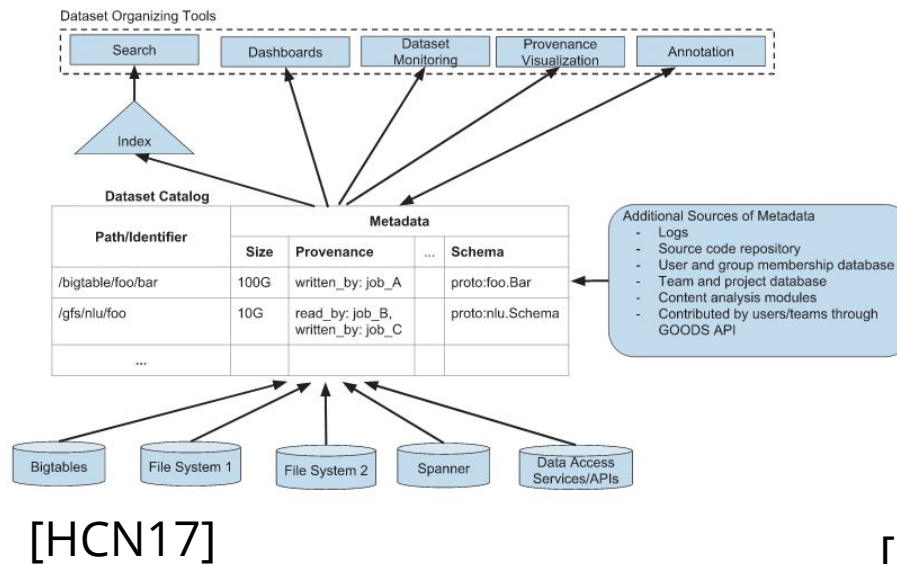 Dataset Organizing Tools
Search
Dashboards
Dataset
Monitoring
Provenance
Visualization
Annotation
Index
Dataset Catalog
Path/Identifier
Metadata
Size Provenance ... Schema
/bigtable/foo/bar 100G written_by: job_A proto:foo.Bar
/gfs/nlu/foo 10G read_by: job_B, proto:nlu.Schema
written_by: job_C
...
Additional Sources of Metadata
- Logs
- Source code repository
- User and group membership database
- Team and project database
- Content analysis modules
- Contributed by users/teams through
GOODS API
Bigtables
File System 1
File System 2
Spanner
Data Access
Services/APIs
[HCN17]
[